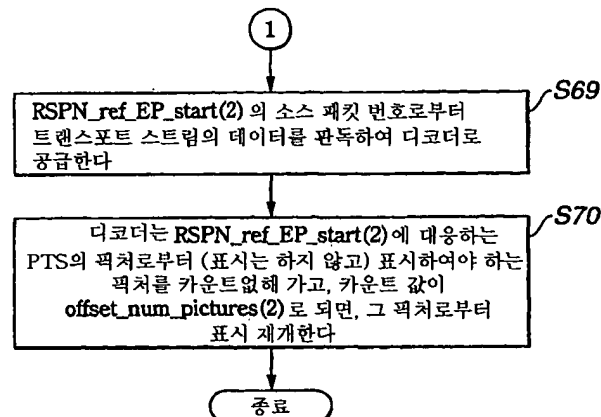 1
RSPN_ref_EP_start(2) 의 소스 패킷 번호로부터
S69
트랜스포트 스트림의 데이터를 판독하여 디코더로
공급한다
디코더는 RSPN_ref_EP_start(2) 에 대응하는
S70
PTS의 픽처로부터 (표시는 하지 않고) 표시하여야 하는
픽처를 카운트없해 가고, 카운트 값이
offset_num_pictures(2) 로 되면, 그 픽처로부터
표시 재개한다
종료